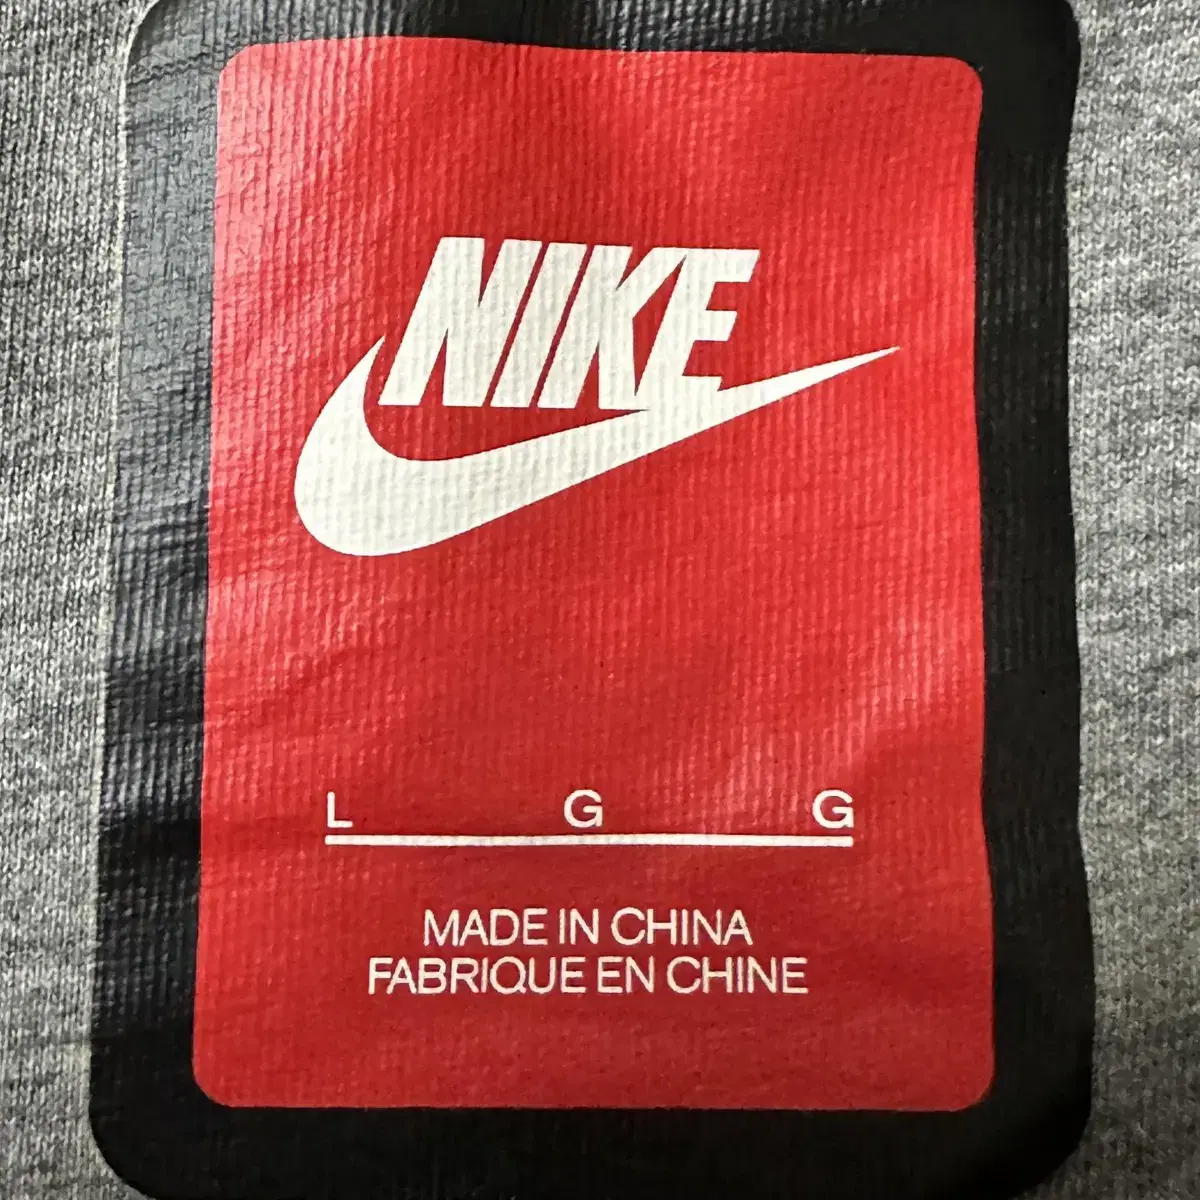 NIKE
L G G
MADE IN CHINA
FABRIQUE EN CHINE